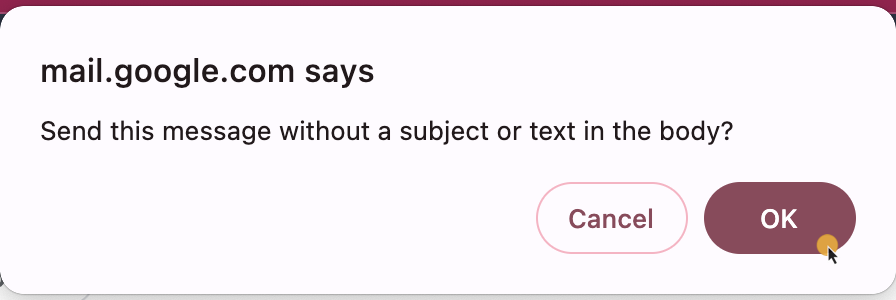 mail.google.com says
Send this message without a subject or text in the body?
Cancel
OK